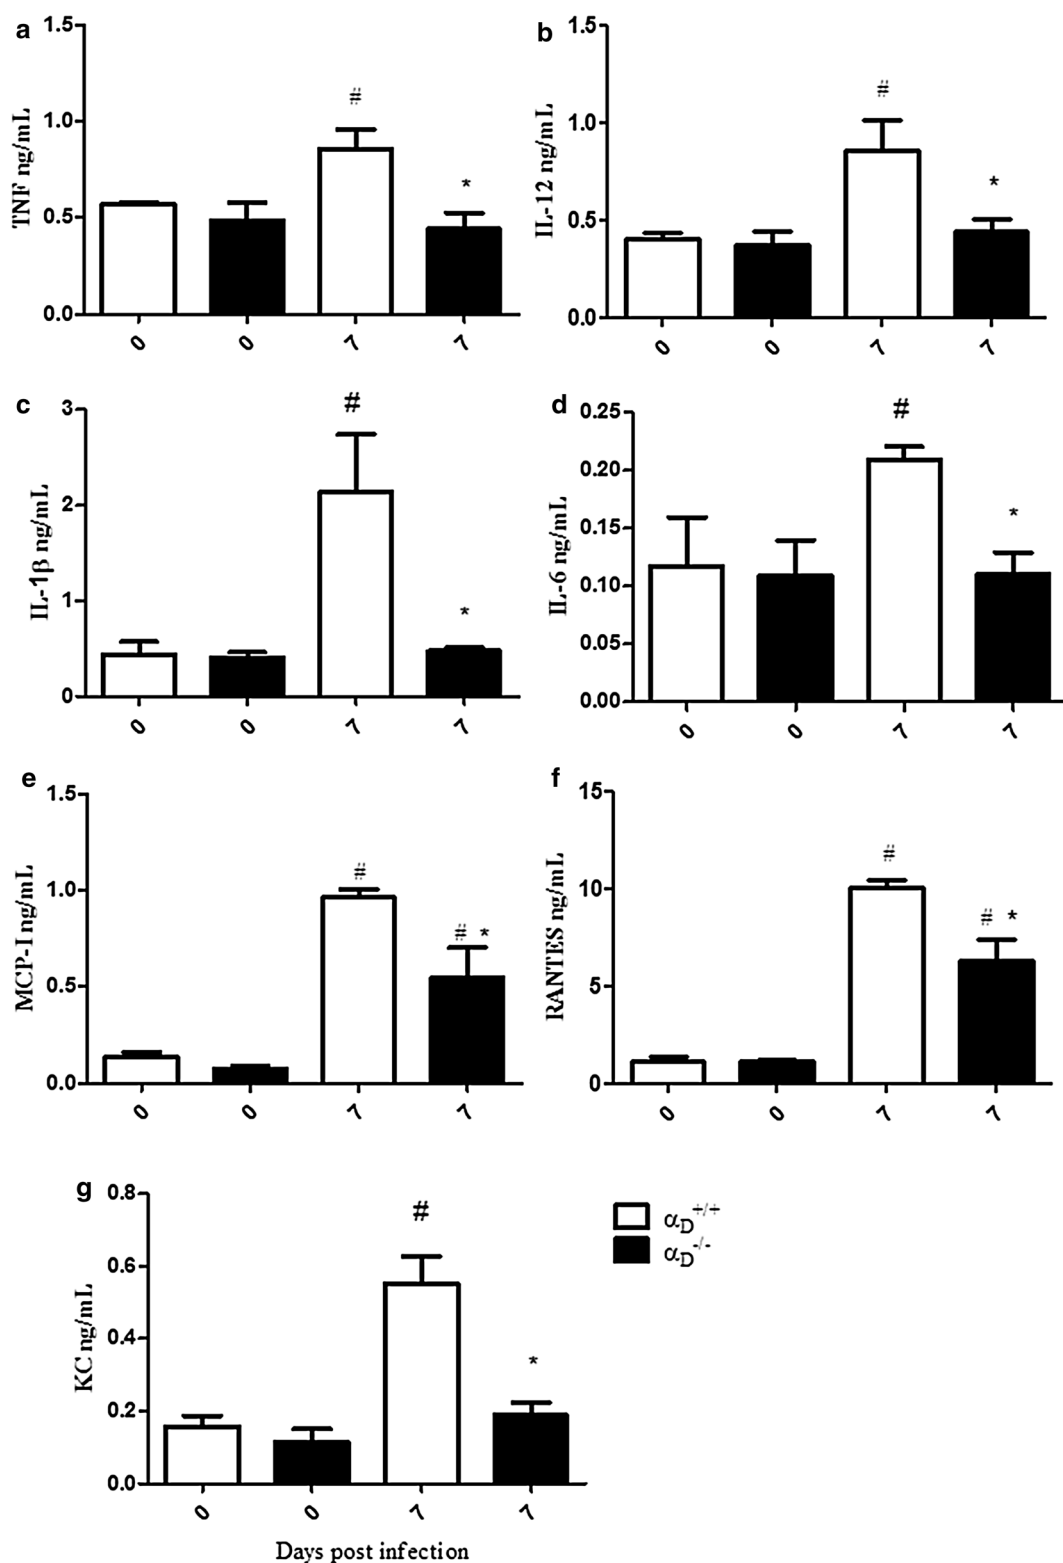 a
TNF ng/mL
1.5
1.0
0.5
0.0
#
*
0 0 7 7
b
IL-12 ng/mL
1.5
1.0
0.5
0.0
#
*
0 0 7 7
c
IL-1β ng/mL
3
2
1
0
#
*
0 0 7 7
d
IL-6 ng/mL
0.25
0.20
0.15
0.10
0.05
0.00
#
*
0 0 7 7
e
MCP-I ng/mL
1.5
1.0
0.5
0.0
#
# *
0 0 7 7
f
RANTES ng/mL
15
10
5
0
#
# *
0 0 7 7
g
KC ng/mL
0.8
0.6
0.4
0.2
0.0
#
*
0 0 7 7
Days post infection
αD+/+
αD-/-